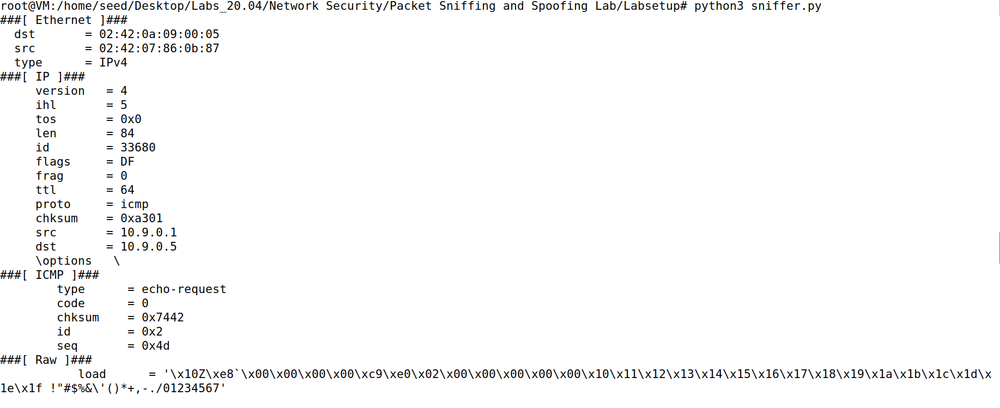 root@VM:/home/seed/Desktop/Labs_20.04/Network Security/Packet Sniffing and Spoofing Lab/Labsetup# python3 sniffer.py
###[ Ethernet ]###
  dst       = 02:42:0a:09:00:05
  src       = 02:42:07:86:0b:87
  type      = IPv4
###[ IP ]###
     version   = 4
     ihl       = 5
     tos       = 0x0
     len       = 84
     id        = 33680
     flags     = DF
     frag      = 0
     ttl       = 64
     proto     = icmp
     chksum    = 0xa301
     src       = 10.9.0.1
     dst       = 10.9.0.5
     \options   \
###[ ICMP ]###
        type      = echo-request
        code      = 0
        chksum    = 0x7442
        id        = 0x2
        seq       = 0x4d
###[ Raw ]###
           load      = '\x10Z\xe8`\x00\x00\x00\x00\xc9\xe0\x02\x00\x00\x00\x00\x00\x10\x11\x12\x13\x14\x15\x16\x17\x18\x19\x1a\x1b\x1c\x1d\x
1e\x1f !"#$%&\'()*+,-./01234567'